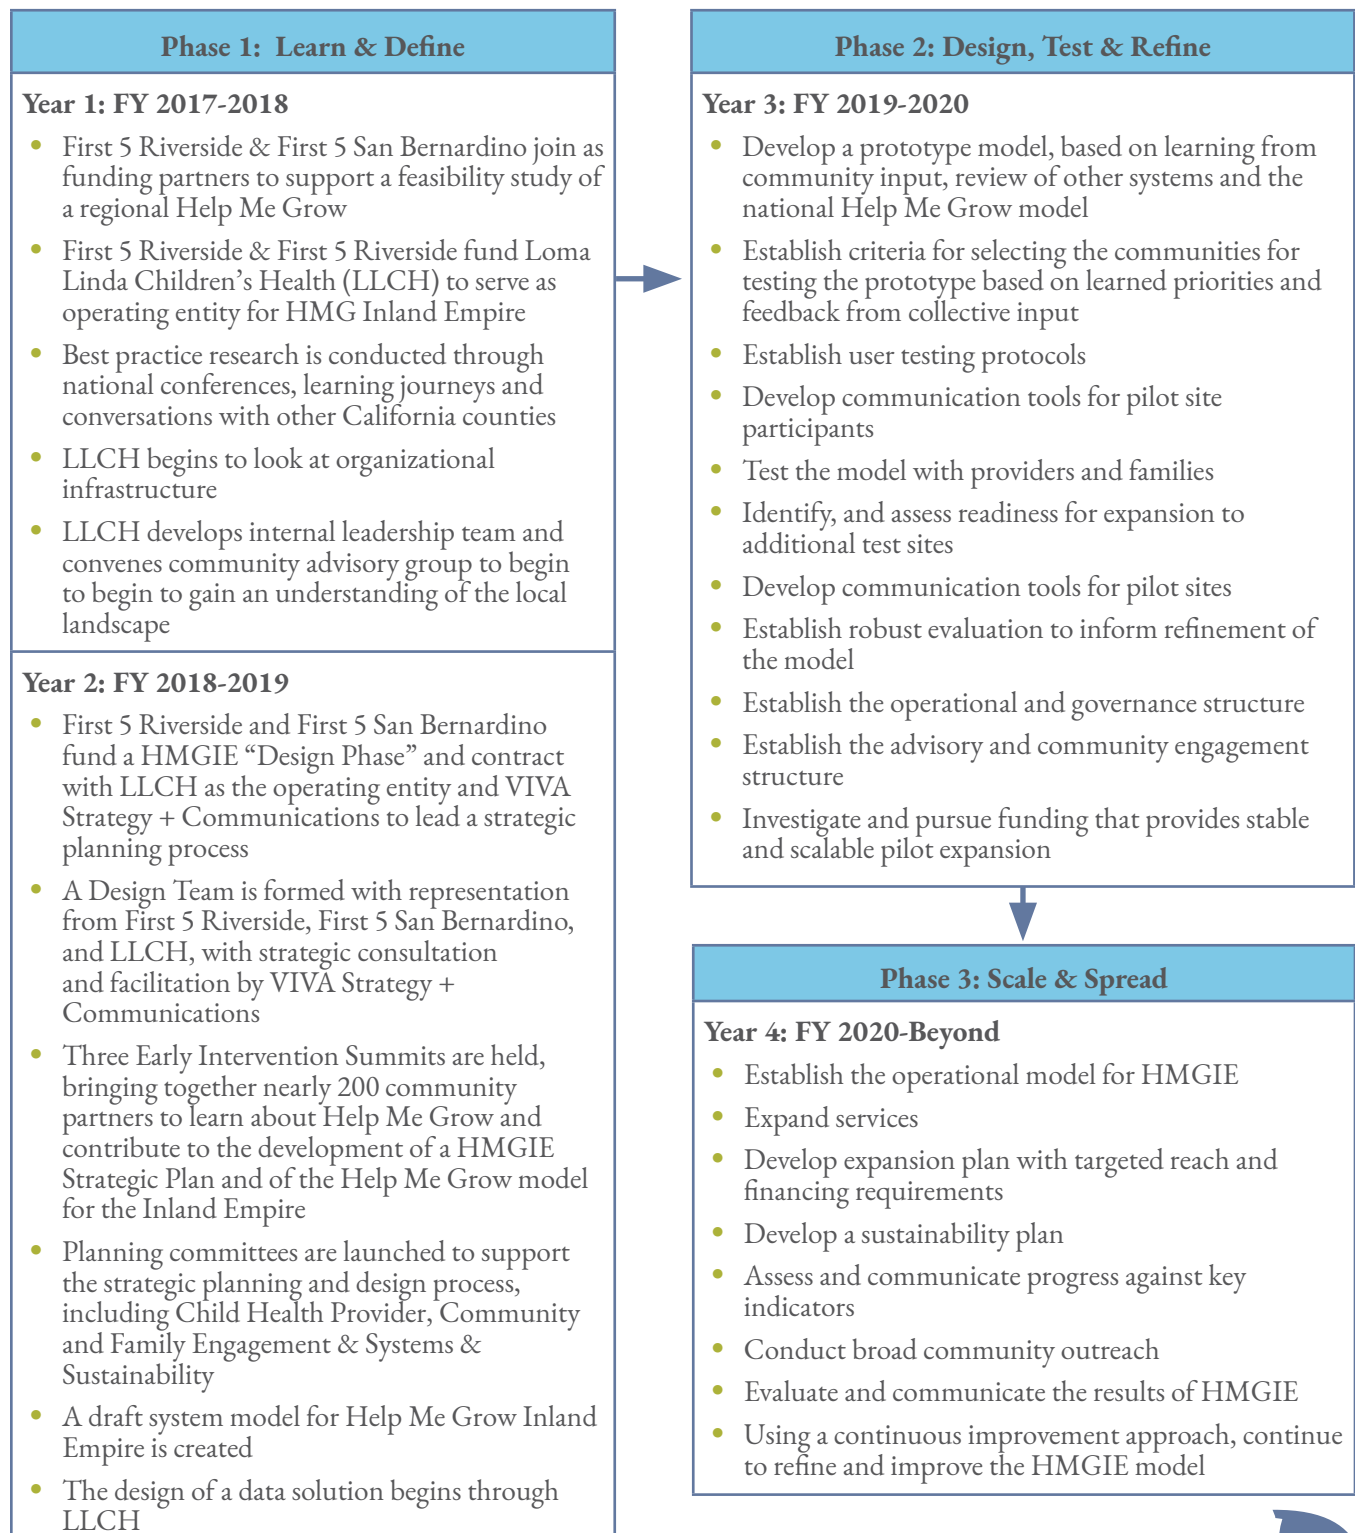 Phase 1:  Learn & Define
Year 1: FY 2017-2018
• First 5 Riverside & First 5 San Bernardino join as
funding partners to support a feasibility study of
a regional Help Me Grow
• First 5 Riverside & First 5 Riverside fund Loma
Linda Children’s Health (LLCH) to serve as
operating entity for HMG Inland Empire
• Best practice research is conducted through
national conferences, learning journeys and
conversations with other California counties
• LLCH begins to look at organizational
infrastructure
• LLCH develops internal leadership team and
convenes community advisory group to begin
to begin to gain an understanding of the local
landscape
Year 2: FY 2018-2019
• First 5 Riverside and First 5 San Bernardino
fund a HMGIE “Design Phase” and contract
with LLCH as the operating entity and VIVA
Strategy + Communications to lead a strategic
planning process
• A Design Team is formed with representation
from First 5 Riverside, First 5 San Bernardino,
and LLCH, with strategic consultation
and facilitation by VIVA Strategy +
Communications
• Three Early Intervention Summits are held,
bringing together nearly 200 community
partners to learn about Help Me Grow and
contribute to the development of a HMGIE
Strategic Plan and of the Help Me Grow model
for the Inland Empire
• Planning committees are launched to support
the strategic planning and design process,
including Child Health Provider, Community
and Family Engagement & Systems &
Sustainability
• A draft system model for Help Me Grow Inland
Empire is created
• The design of a data solution begins through
LLCH
Phase 2: Design, Test & Refine
Year 3: FY 2019-2020
• Develop a prototype model, based on learning from
community input, review of other systems and the
national Help Me Grow model
• Establish criteria for selecting the communities for
testing the prototype based on learned priorities and
feedback from collective input
• Establish user testing protocols
• Develop communication tools for pilot site
participants
• Test the model with providers and families
• Identify, and assess readiness for expansion to
additional test sites
• Develop communication tools for pilot sites
• Establish robust evaluation to inform refinement of
the model
• Establish the operational and governance structure
• Establish the advisory and community engagement
structure
• Investigate and pursue funding that provides stable
and scalable pilot expansion
Phase 3: Scale & Spread
Year 4: FY 2020-Beyond
• Establish the operational model for HMGIE
• Expand services
• Develop expansion plan with targeted reach and
financing requirements
• Develop a sustainability plan
• Assess and communicate progress against key
indicators
• Conduct broad community outreach
• Evaluate and communicate the results of HMGIE
• Using a continuous improvement approach, continue
to refine and improve the HMGIE model